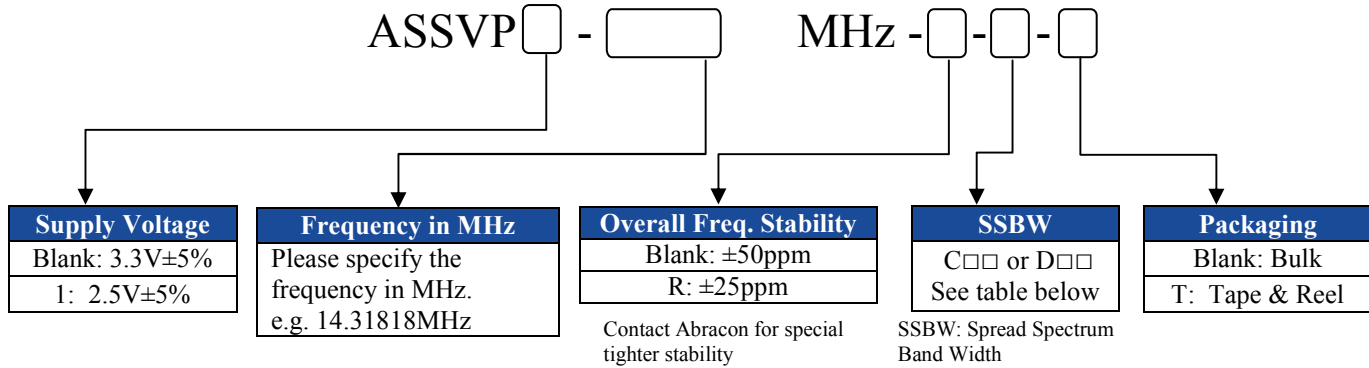 ASSVP□ - □ MHz -□-□-□
Supply Voltage
Blank: 3.3V±5%
1: 2.5V±5%
Frequency in MHz
Please specify the
frequency in MHz.
e.g. 14.31818MHz
Overall Freq. Stability
Blank: ±50ppm
R: ±25ppm
Contact Abracon for special
tighter stability
SSBW
C□□ or D□□
See table below
SSBW: Spread Spectrum
Band Width
Packaging
Blank: Bulk
T: Tape & Reel